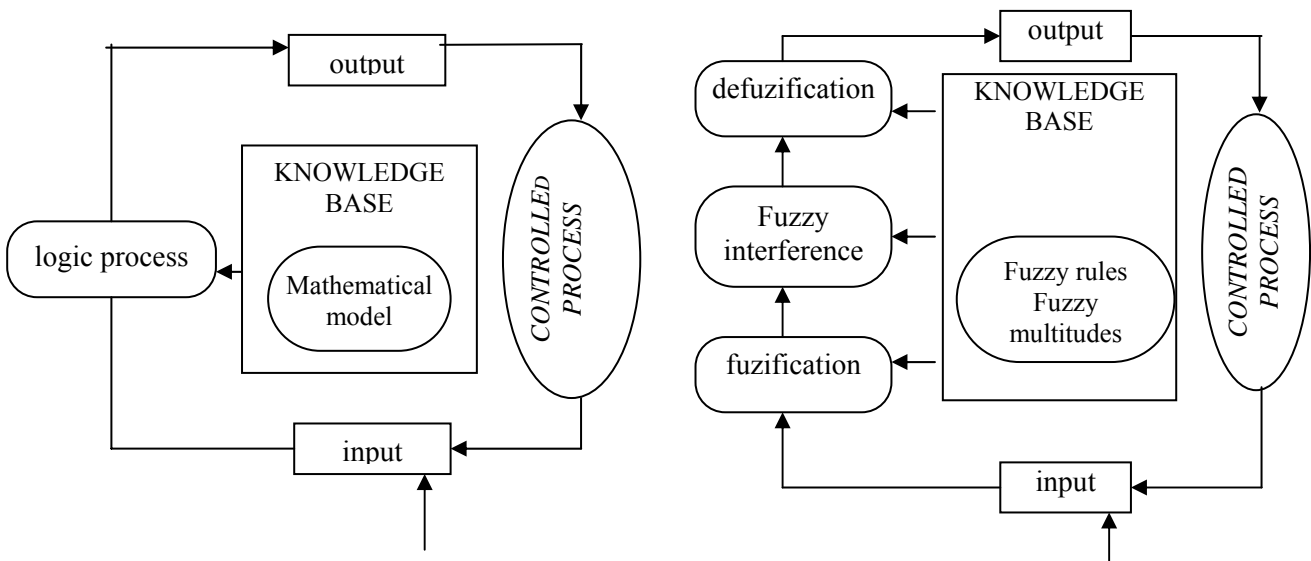 output
KNOWLEDGE
BASE
logic process
Mathematical
model
CONTROLLED
PROCESS
input
output
defuzification
KNOWLEDGE
BASE
Fuzzy
interference
Fuzzy rules
Fuzzy
multitudes
fuzification
CONTROLLED
PROCESS
input